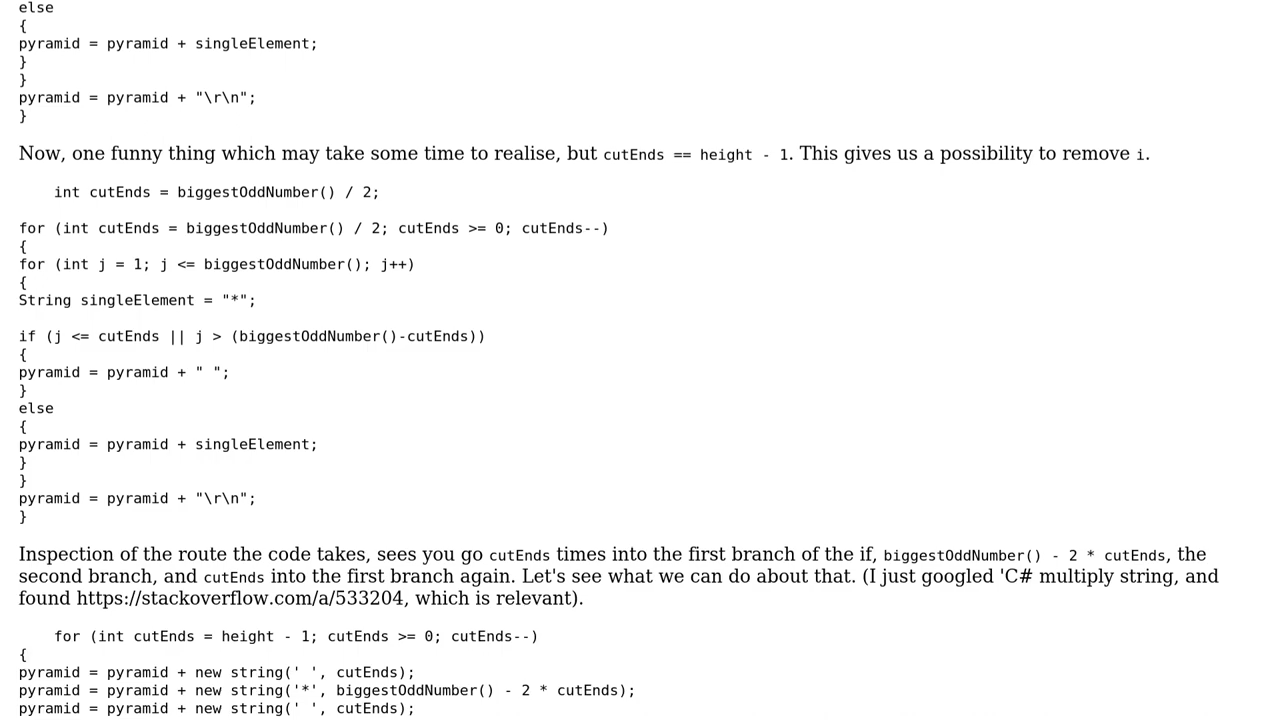 else
{
pyramid = pyramid + singleElement;
}
}
pyramid = pyramid + "\r\n";
}
Now, one funny thing which may take some time to realise, but cutEnds == height - 1. This gives us a possibility to remove i.
int cutEnds = biggestOddNumber() / 2;
for (int cutEnds = biggestOddNumber() / 2; cutEnds >= 0; cutEnds--)
{
for (int j = 1; j <= biggestOddNumber(); j++)
{
String singleElement = "*";
if (j <= cutEnds || j > (biggestOddNumber()-cutEnds))
{
pyramid = pyramid + " ";
}
else
{
pyramid = pyramid + singleElement;
}
}
pyramid = pyramid + "\r\n";
}
Inspection of the route the code takes, sees you go cutEnds times into the first branch of the if, biggestOddNumber() - 2 * cutEnds, the
second branch, and cutEnds into the first branch again. Let's see what we can do about that. (I just googled 'C# multiply string, and
found https://stackoverflow.com/a/533204, which is relevant).
for (int cutEnds = height - 1; cutEnds >= 0; cutEnds--)
{
pyramid = pyramid + new string(' ', cutEnds);
pyramid = pyramid + new string('*', biggestOddNumber() - 2 * cutEnds);
pyramid = pyramid + new string(' ', cutEnds);